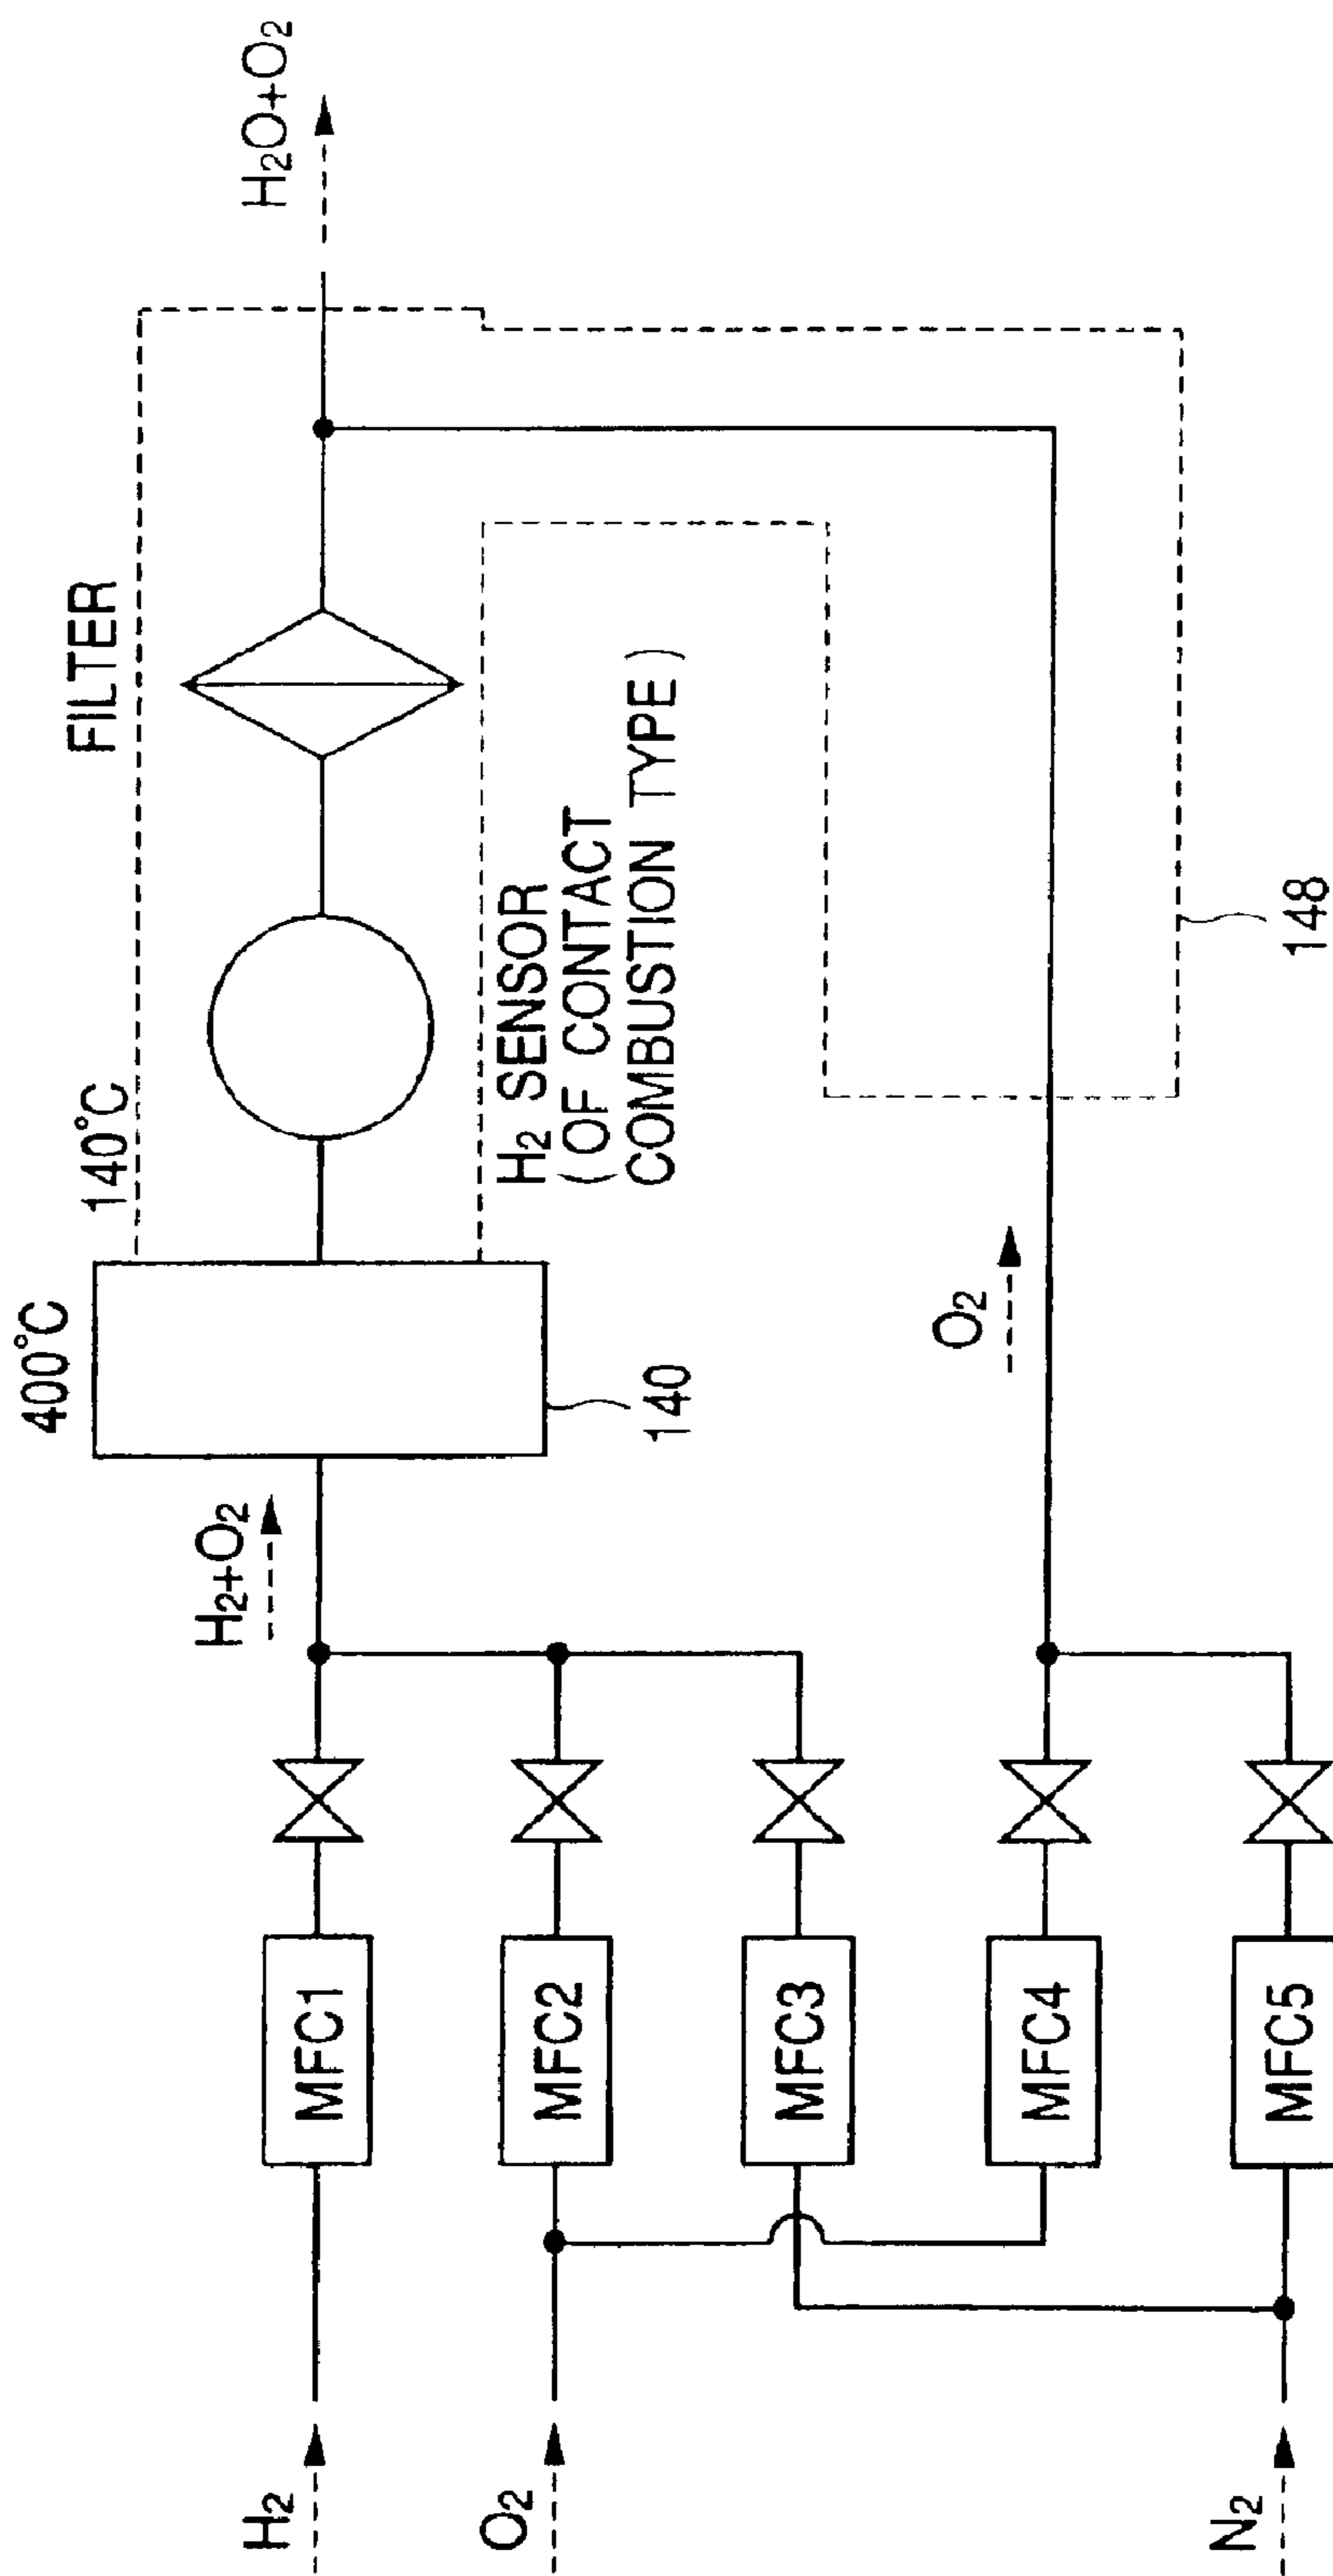 H₂
O₂
N₂
MFC1
MFC2
MFC3
MFC4
MFC5
H₂+O₂
400°C
140
140°C
H₂ SENSOR
(OF CONTACT
COMBUSTION TYPE)
FILTER
O₂
148
H₂O+O₂